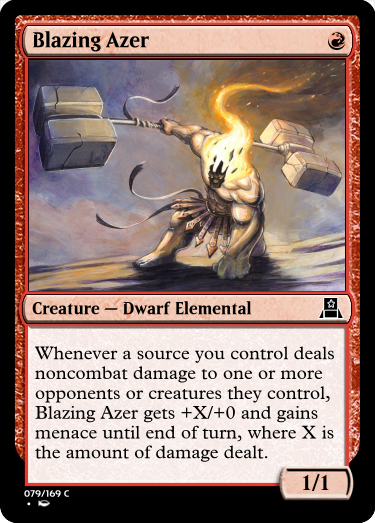 Blazing Azer
Creature — Dwarf Elemental
Whenever a source you control deals
noncombat damage to one or more
opponents or creatures they control,
Blazing Azer gets +X/+0 and gains
menace until end of turn, where X is
the amount of damage dealt.
1/1
079/169 C